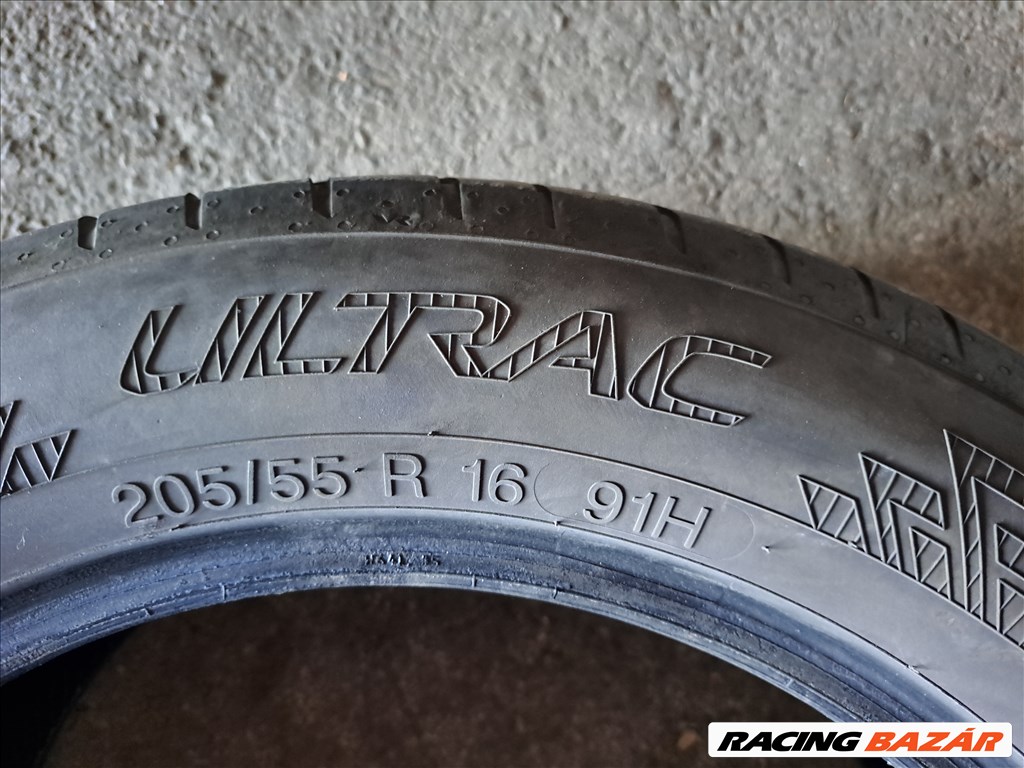 ULTRAC
205/55 R 16 91H
RACING BAZÁR